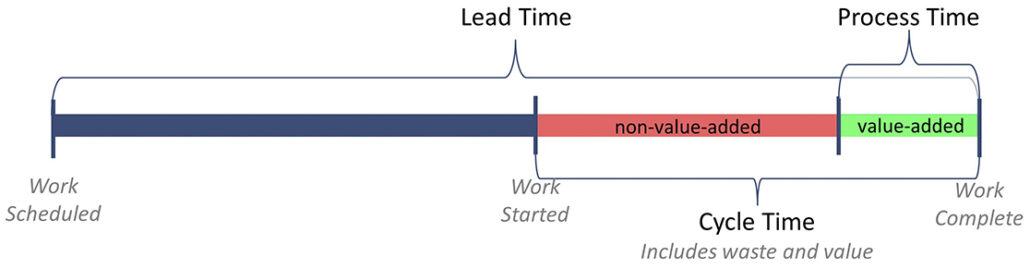 Lead Time
Process Time
non-value-added
value-added
Work
Scheduled
Work
Started
Work
Complete
Cycle Time
Includes waste and value